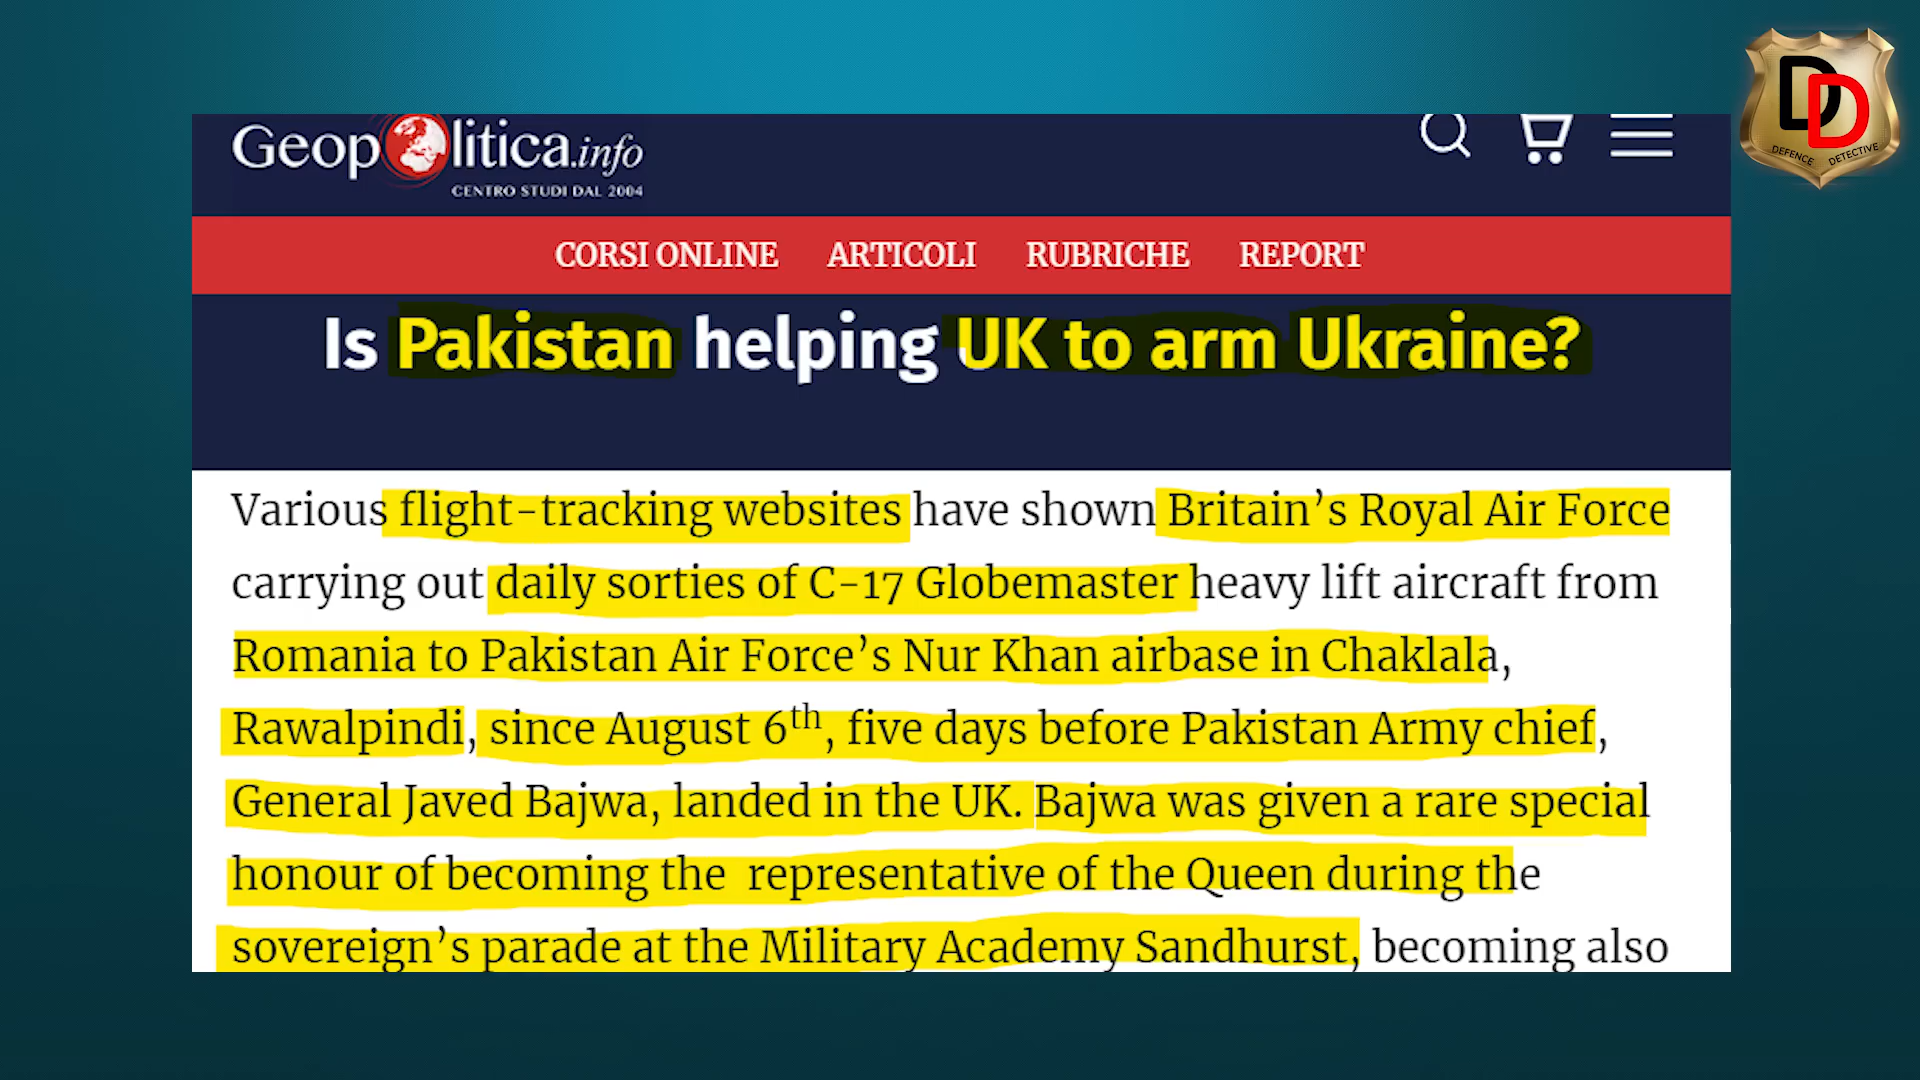 Geopolitica.info
CENTRO STUDI DAL 2004
DD
DEFENCE DETECTIVE
CORSI ONLINE ARTICOLI RUBRICHE REPORT
Is Pakistan helping UK to arm Ukraine?
Various flight-tracking websites have shown Britain’s Royal Air Force
carrying out daily sorties of C-17 Globemaster heavy lift aircraft from
Romania to Pakistan Air Force’s Nur Khan airbase in Chaklala,
Rawalpindi, since August 6th, five days before Pakistan Army chief,
General Javed Bajwa, landed in the UK. Bajwa was given a rare special
honour of becoming the representative of the Queen during the
sovereign’s parade at the Military Academy Sandhurst, becoming also